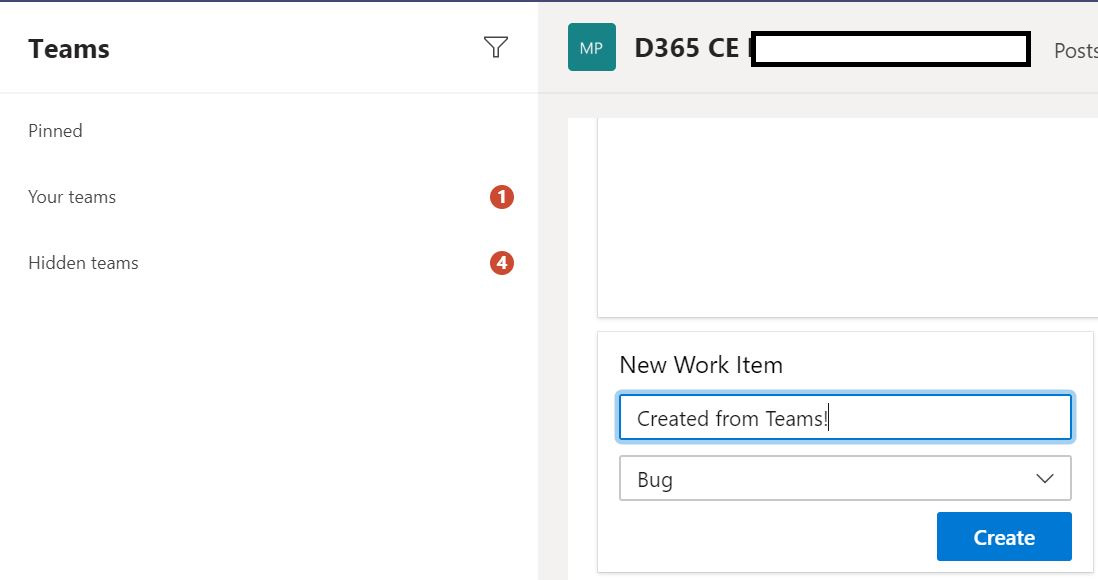 Teams
Pinned
Your teams 1
Hidden teams 4
MP D365 CE Posts
New Work Item
Created from Teams!
Bug
Create